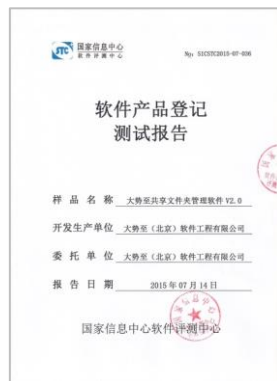 STC 国家信息中心
软件评测中心
No: SICSTC2015-07-036
软件产品登记
测试报告
样品名称 大势至共享文件夹管理软件 V2.0
开发生产单位 大势至（北京）软件工程有限公司
委托单位 大势至（北京）软件工程有限公司
报告日期 2015年07月14日
国家信息中心软件评测中心